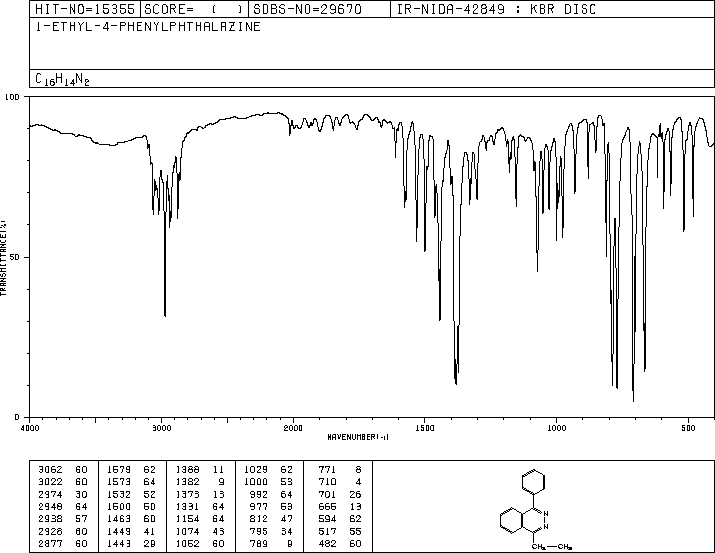 HIT-NO=15355 SCORE= ( ) SDBS-NO=29670 IR-NIDA-42849 : KBR DISC
1-ETHYL-4-PHENYLPHTHALAZINE
C16H14N2
100
TRANSMITTANCE(%)
50
0
4000 3000 2000 1500 1000 500
WAVENUMBER(-1)
3062 60 1579 62 1388 11 1029 62 771 8
3022 60 1573 64 1382 9 1000 53 710 4
2974 30 1532 52 1373 13 992 64 701 26
2948 64 1500 50 1331 64 977 53 666 13
2938 57 1463 60 1154 64 812 47 594 62
2926 60 1449 41 1074 43 795 34 517 55
2877 60 1443 29 1052 60 789 9 482 60
N
N
CH2—CH3